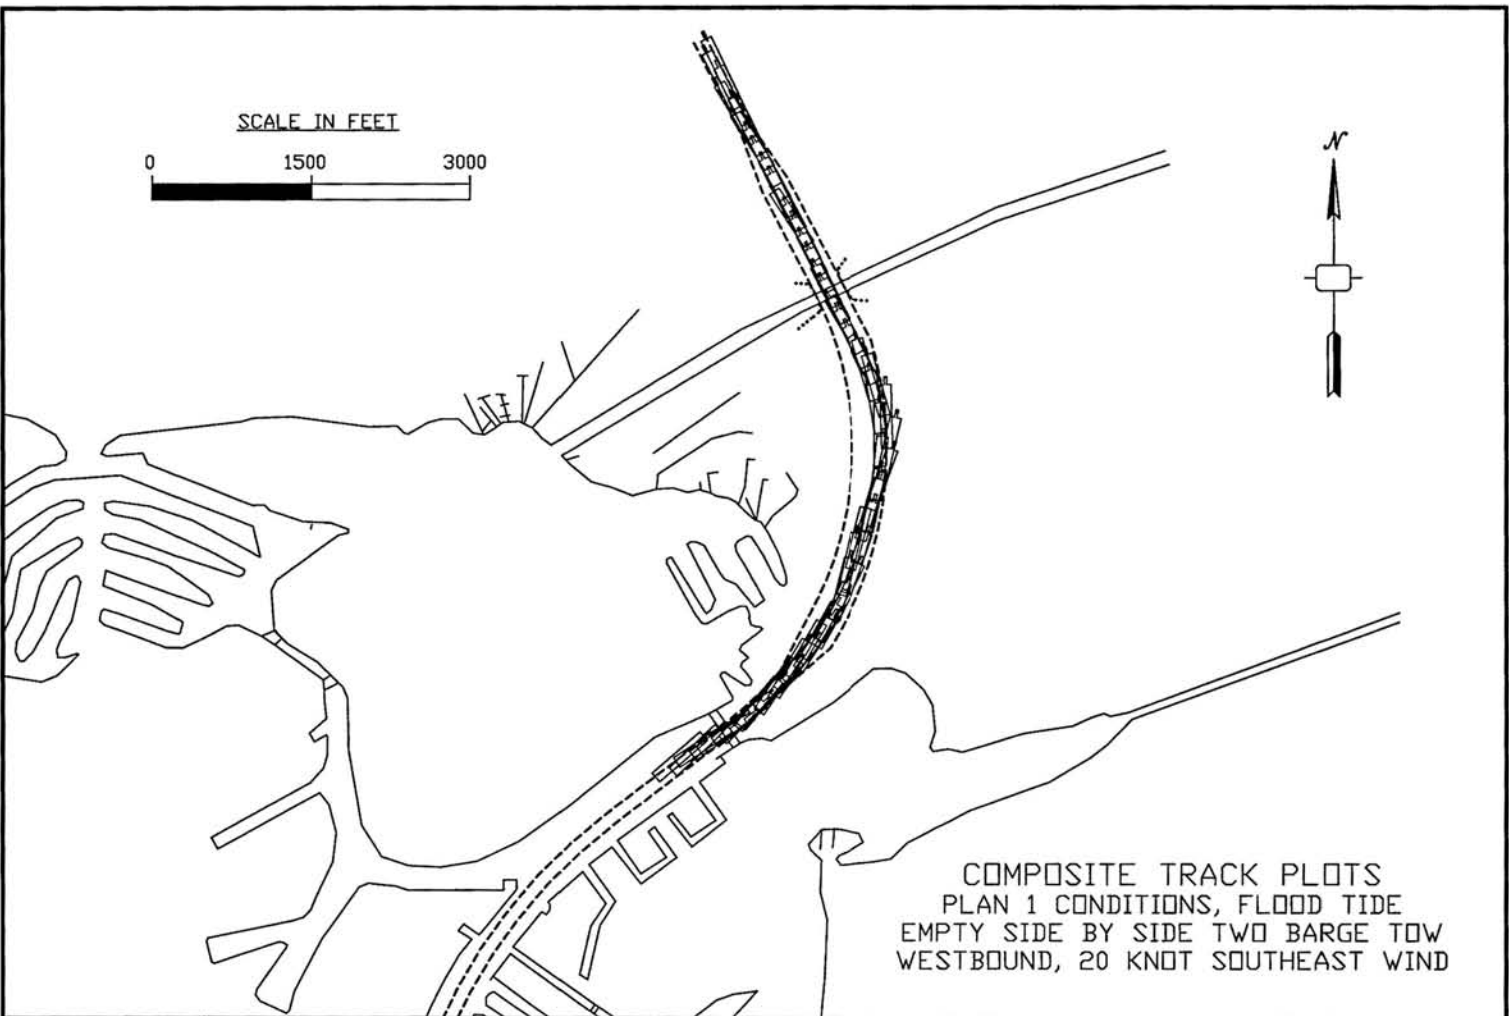 SCALE IN FEET
0 1500 3000
N
COMPOSITE TRACK PLOTS
PLAN 1 CONDITIONS, FLOOD TIDE
EMPTY SIDE BY SIDE TWO BARGE TOW
WESTBOUND, 20 KNOT SOUTHEAST WIND